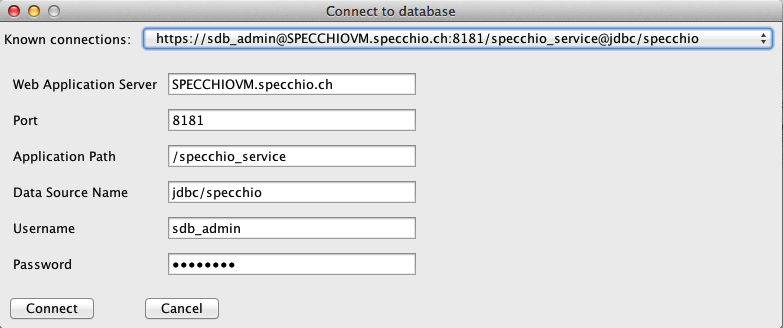 Connect to database
Known connections: https://sdb_admin@SPECCHIOVM.specchio.ch:8181/specchio_service@jdbc/specchio
Web Application Server SPECCHIOVM.specchio.ch
Port 8181
Application Path /specchio_service
Data Source Name jdbc/specchio
Username sdb_admin
Password ••••••••
Connect Cancel